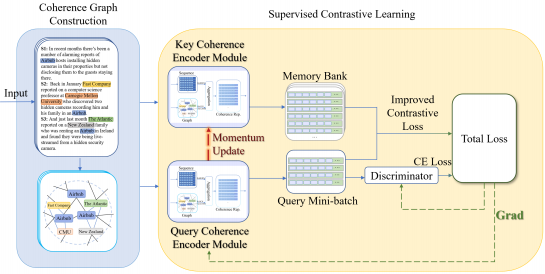 Coherence Graph
Construction
Supervised Contrastive Learning
Input
S1: In recent months there's been a
number of alarming reports of
Airbnb hosts installing hidden
cameras in their properties but not
disclosing them to the guests staying
there.
S2: Back in January Fast Company
reported on a computer science
professor at Carnegie Mellon
University who discovered two
hidden cameras recording him and
his family in an Airbnb
S3: And just last month The Atlantic
reported on a New Zealand family
who was renting an Airbnb in Ireland
and found they were being live-
streamed from a hidden security
camera.
Airbnb
Fast Company
The Atlantic
Airbnb
Airbnb
CMU
New Zealand
Key Coherence
Encoder Module
Sequence
Graph
Coherence Rep.
Momentum
Update
Sequence
Graph
Coherence Rep.
Query Coherence
Encoder Module
Memory Bank
Query Mini-batch
Improved
Contrastive
Loss
CE Loss
Discriminator
Total Loss
Grad